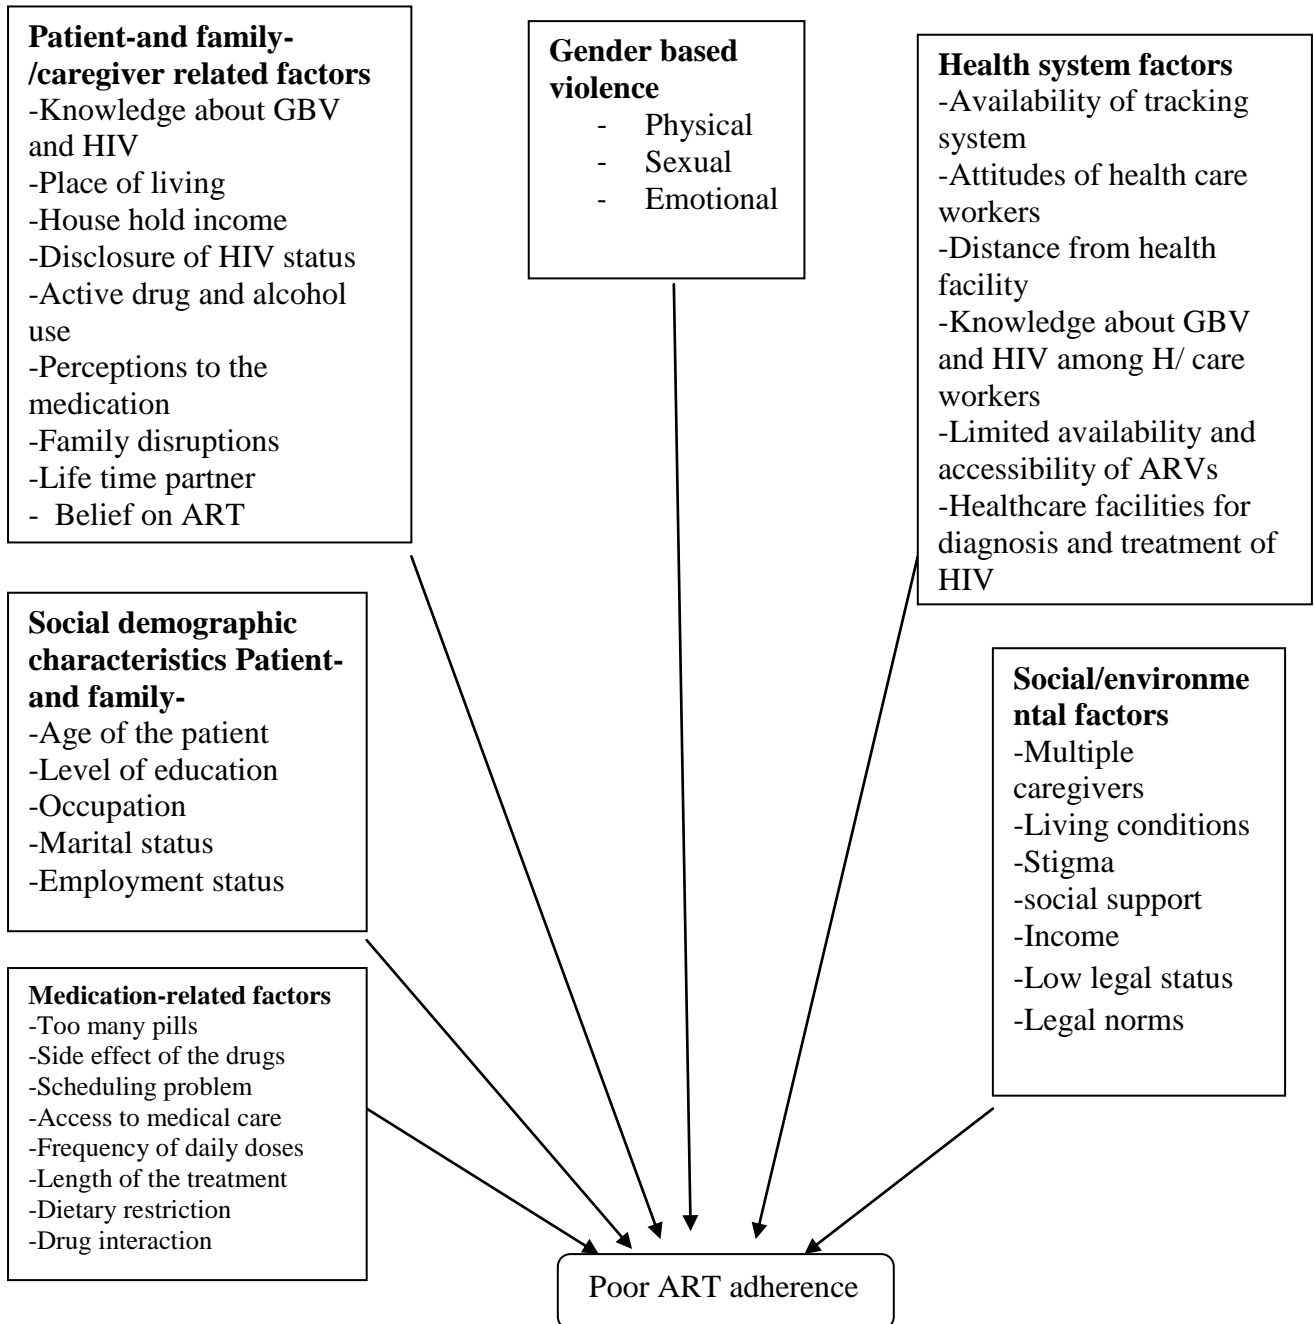 Patient-and family-
/caregiver related factors
-Knowledge about GBV
and HIV
-Place of living
-House hold income
-Disclosure of HIV status
-Active drug and alcohol
use
-Perceptions to the
medication
-Family disruptions
-Life time partner
- Belief on ART
Gender based
violence
- Physical
- Sexual
- Emotional
Health system factors
-Availability of tracking
system
-Attitudes of health care
workers
-Distance from health
facility
-Knowledge about GBV
and HIV among H/ care
workers
-Limited availability and
accessibility of ARVs
-Healthcare facilities for
diagnosis and treatment of
HIV
Social demographic
characteristics Patient-
and family-
-Age of the patient
-Level of education
-Occupation
-Marital status
-Employment status
Social/environme
ntal factors
-Multiple
caregivers
-Living conditions
-Stigma
-social support
-Income
-Low legal status
-Legal norms
Medication-related factors
-Too many pills
-Side effect of the drugs
-Scheduling problem
-Access to medical care
-Frequency of daily doses
-Length of the treatment
-Dietary restriction
-Drug interaction
Poor ART adherence